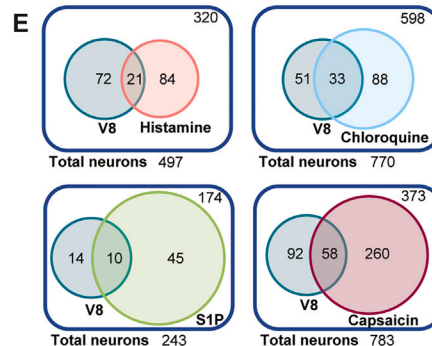 E
320
72 21 84
V8
Histamine
Total neurons 497
598
51 33 88
V8
Chloroquine
Total neurons 770
174
14 10 45
V8
S1P
Total neurons 243
373
92 58 260
V8
Capsaicin
Total neurons 783